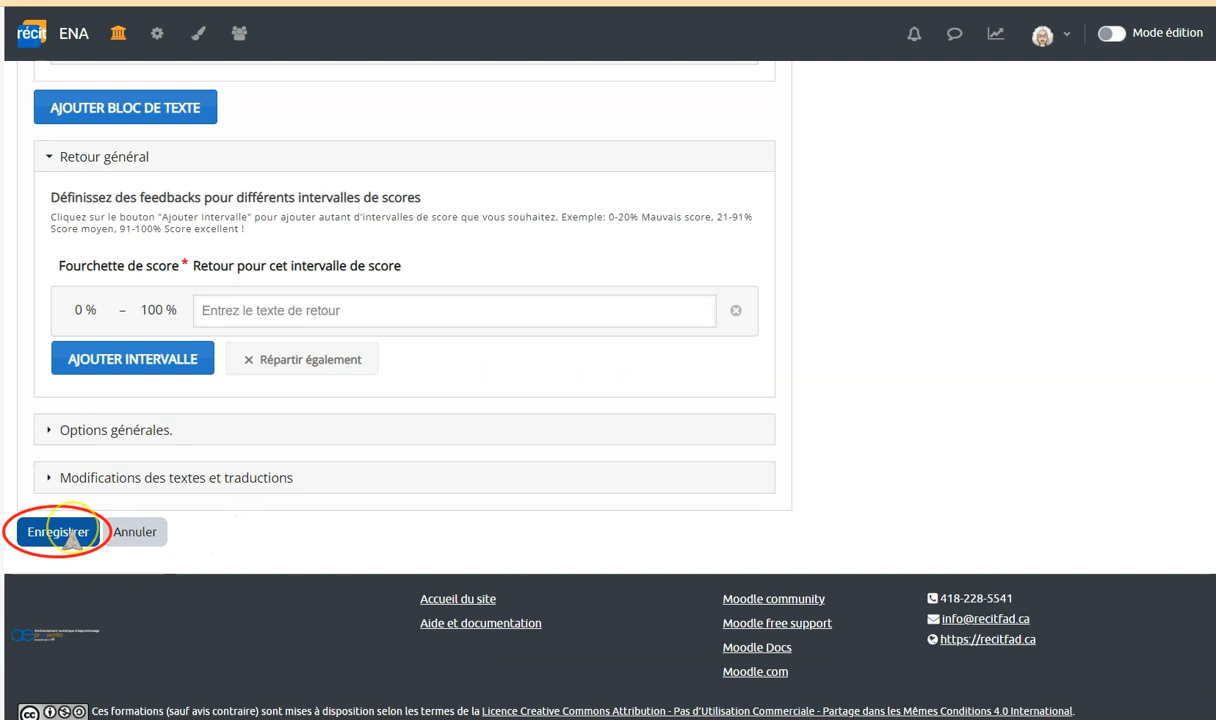 récit ENA Mode édition
AJOUTER BLOC DE TEXTE
Retour général
Définissez des feedbacks pour différents intervalles de scores
Cliquez sur le bouton "Ajouter Intervalle" pour ajouter autant d'intervalles de score que vous souhaitez. Exemple: 0-20% Mauvais score, 21-91%
Score moyen, 91-100% Score excellent !
Fourchette de score * Retour pour cet intervalle de score
0 % – 100 % Entrez le texte de retour
AJOUTER INTERVALLE Répartir également
Options générales.
Modifications des textes et traductions
Enregistrer Annuler
Accueil du site Moodle community 418-228-5541
Aide et documentation Moodle free support info@recitfad.ca
Moodle Docs https://recitfad.ca
Moodle.com
Ces formations (sauf avis contraire) sont mises à disposition selon les termes de la Licence Creative Commons Attribution - Pas d'Utilisation Commerciale - Partage dans les Mêmes Conditions 4.0 International.